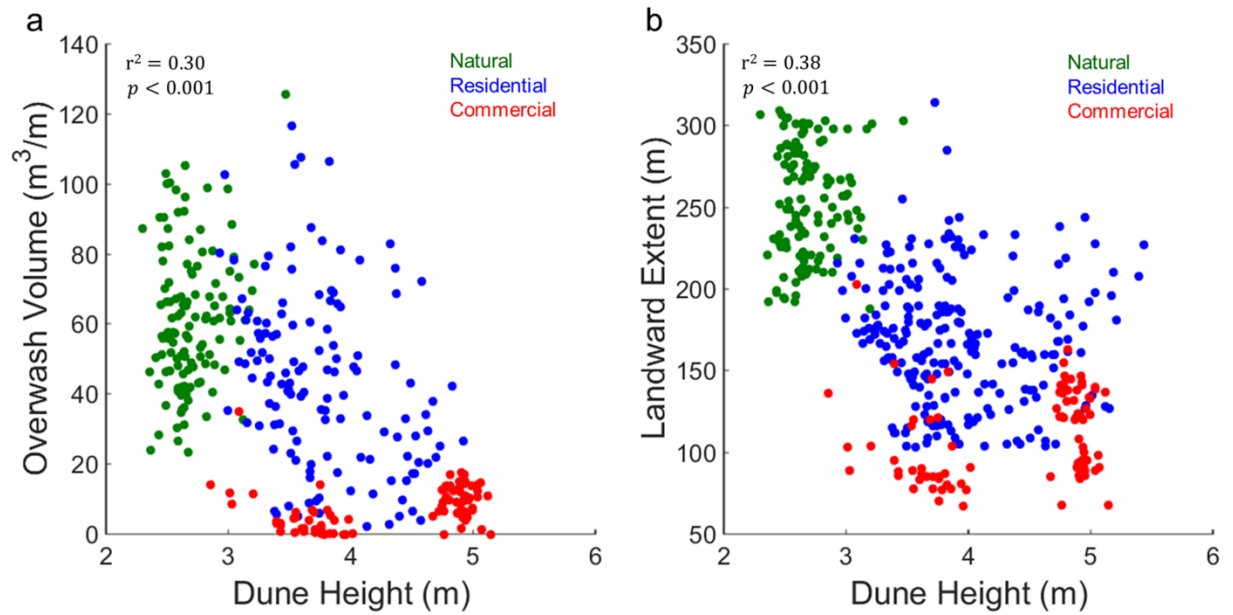 a
140
120
100
80
60
40
20
0
Overwash Volume (m³/m)
r² = 0.30
p < 0.001
Natural
Residential
Commercial
2 3 4 5 6
Dune Height (m)
b
350
300
250
200
150
100
50
Landward Extent (m)
r² = 0.38
p < 0.001
Natural
Residential
Commercial
2 3 4 5 6
Dune Height (m)